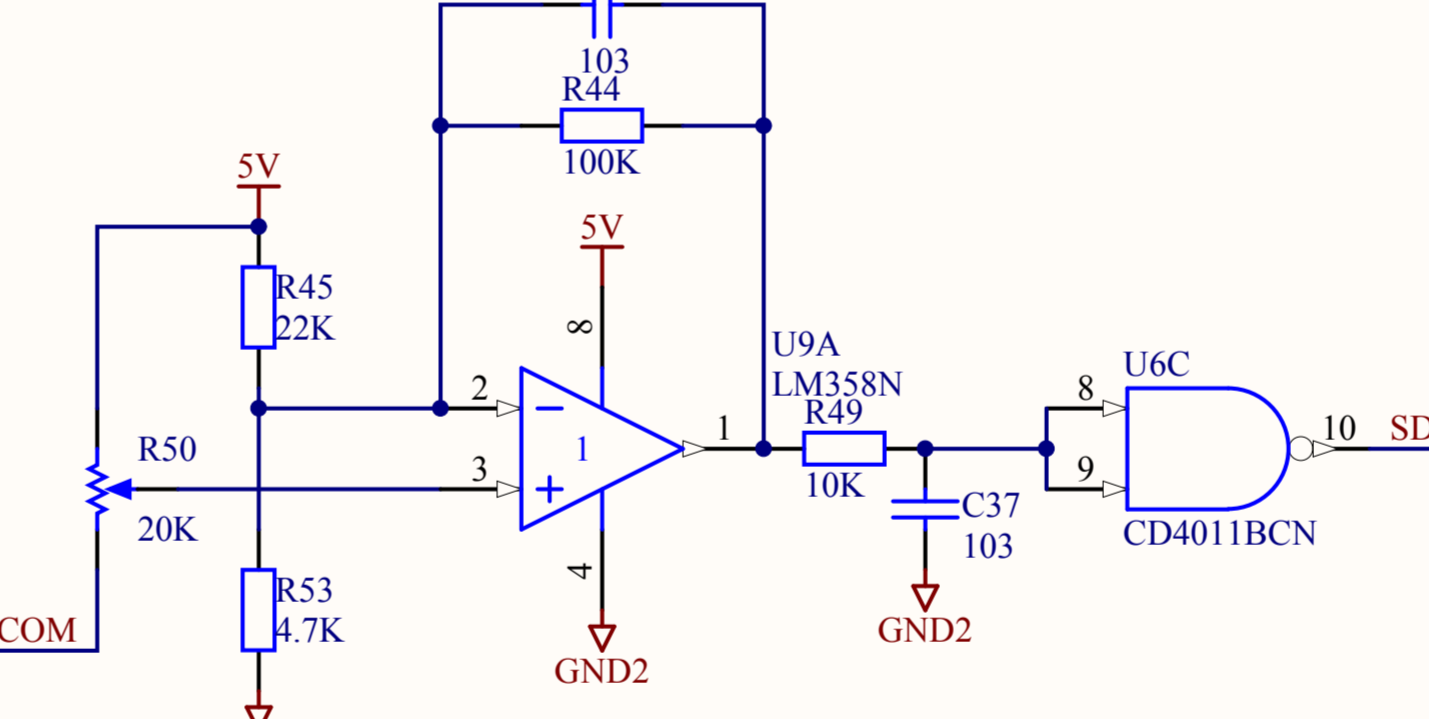 103
R44
100K
5V
5V
R45
22K
8
U9A
LM358N
R49
10K
U6C
2
1
1
3
8
9
10
SD
R50
20K
C37
103
CD4011BCN
4
R53
4.7K
COM
GND2
GND2